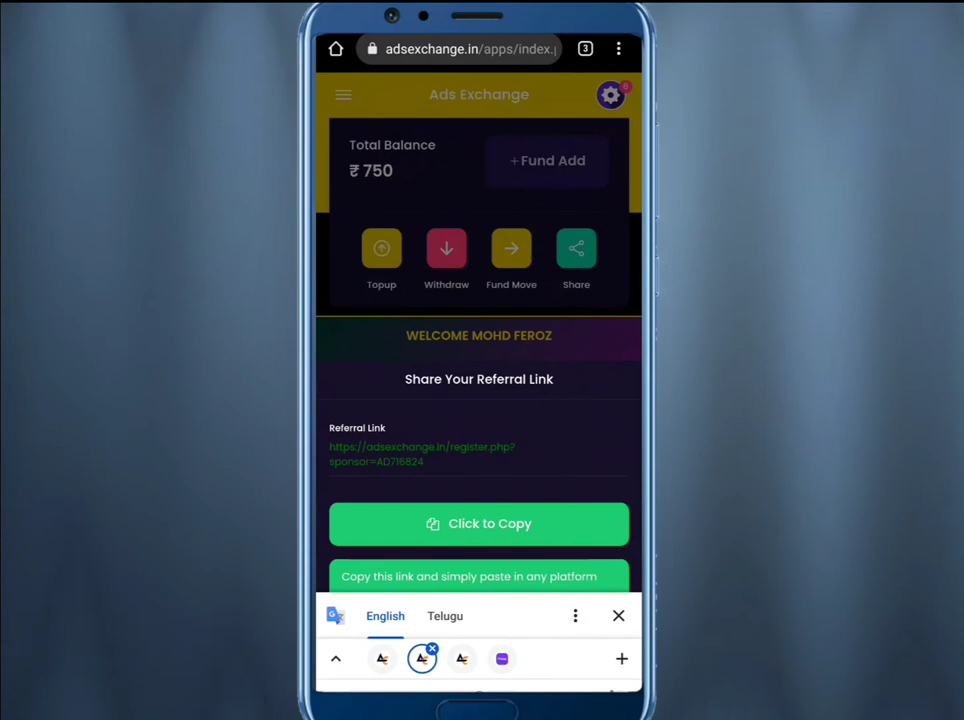 adsexchange.in/apps/index.
3
Ads Exchange
0
Total Balance
₹ 750
+Fund Add
Topup
Withdraw
Fund Move
Share
WELCOME MOHD FEROZ
Share Your Referral Link
Referral Link
https://adsexchange.in/register.php?
sponsor=AD716824
Click to Copy
Copy this link and simply paste in any platform
English
Telugu